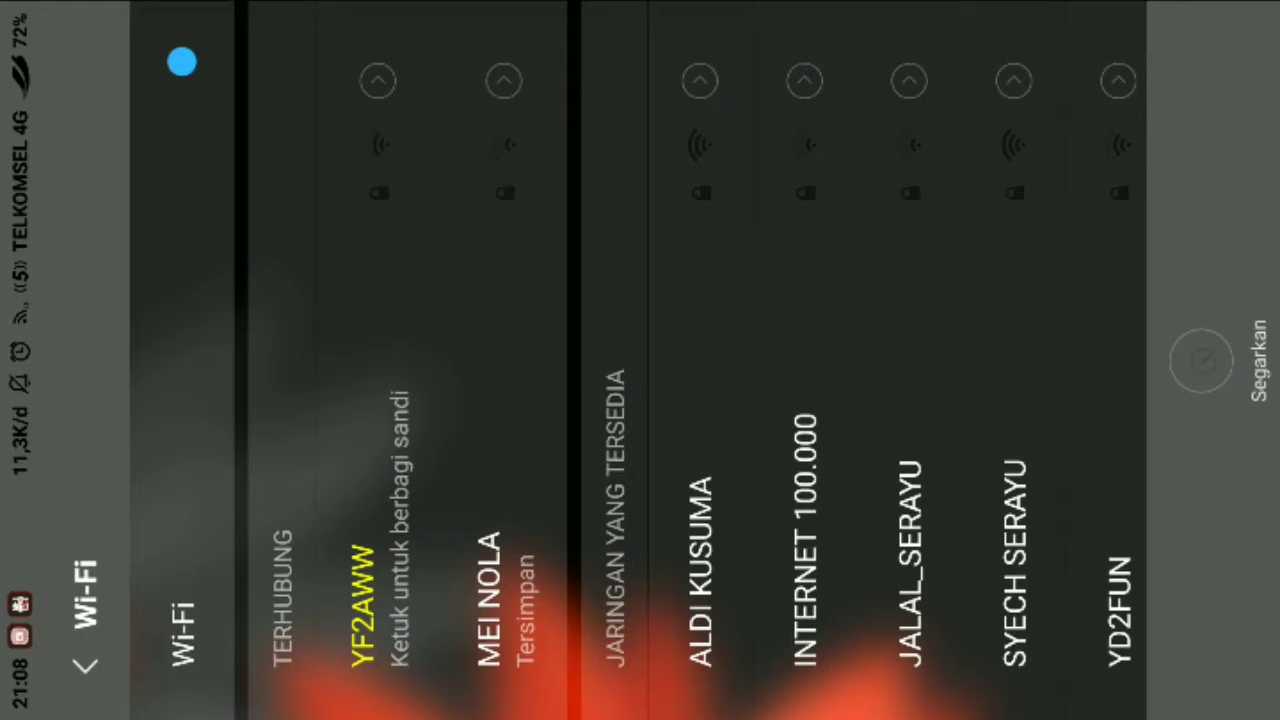 21:08 11,3K/d TELKOMSEL 4G 72%
Wi-Fi
Wi-Fi
TERHUBUNG
YF2AWW
Ketuk untuk berbagi sandi
MEI NOLA
Tersimpan
JARINGAN YANG TERSEDIA
ALDI KUSUMA
INTERNET 100.000
JALAL_SERAYU
SYECH SERAYU
YD2FUN
Segarkan